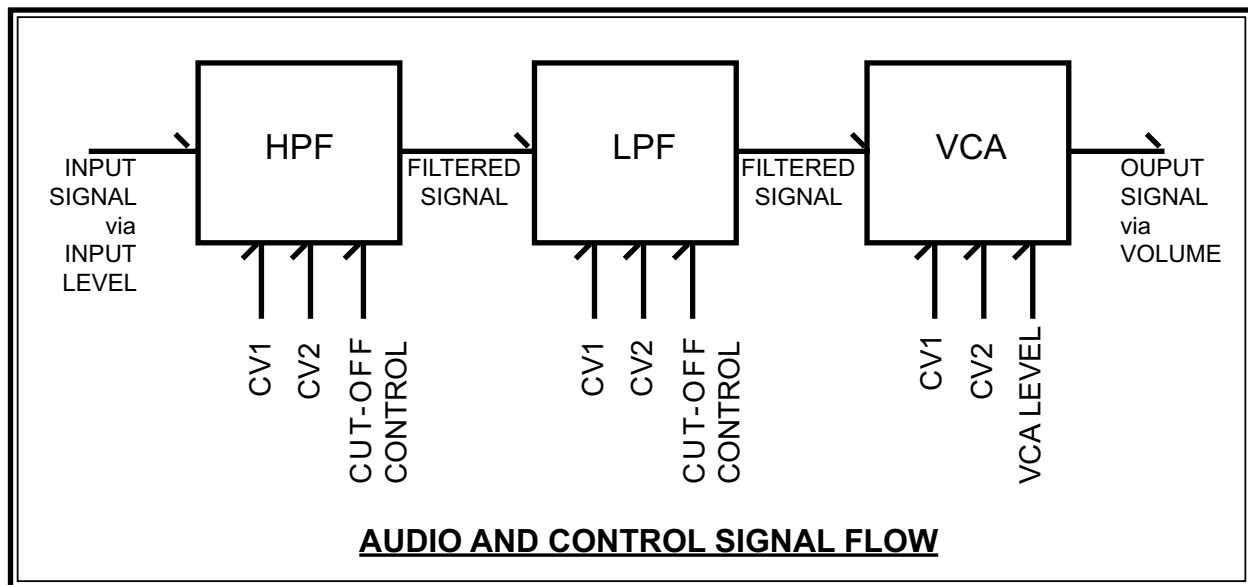 HPF
LPF
VCA
INPUT
SIGNAL
via
INPUT
LEVEL
FILTERED
SIGNAL
FILTERED
SIGNAL
OUPUT
SIGNAL
via
VOLUME
CV1
CV2
CUT-OFF
CONTROL
CV1
CV2
CUT-OFF
CONTROL
CV1
CV2
VCA LEVEL
AUDIO AND CONTROL SIGNAL FLOW